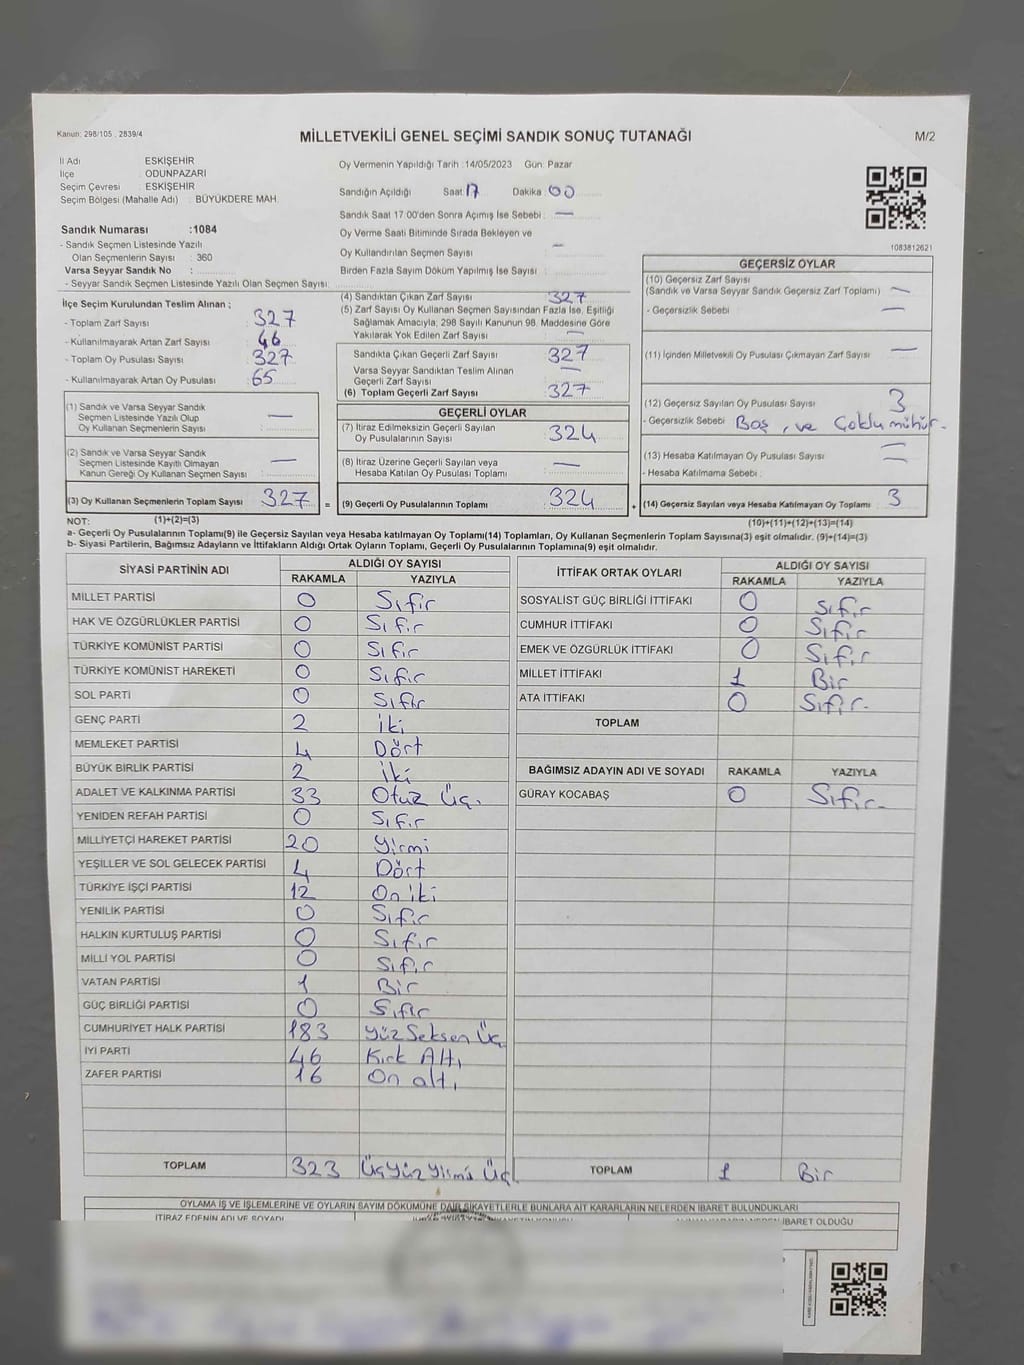 Kanun: 298/105 , 2839/4
MİLLETVEKİLİ GENEL SEÇİMİ SANDIK SONUÇ TUTANAĞI
M/2
İl Adı ESKİŞEHİR
İlçe ODUNPAZARI
Seçim Çevresi ESKİŞEHİR
Seçim Bölgesi (Mahalle Adı) : BÜYÜKDERE MAH.
Oy Vermenin Yapıldığı Tarih :14/05/2023 Gün: Pazar
Sandığın Açıldığı Saat 17 Dakika 00
Sandık Saat 17:00'den Sonra Açımış İse Sebebi : —
Oy Verme Saati Bitiminde Sırada Bekleyen ve
Oy Kullandırılan Seçmen Sayısı : —
Birden Fazla Sayım Döküm Yapılmış İse Sayısı :
1083812621
Sandık Numarası :1084
- Sandık Seçmen Listesinde Yazılı
Olan Seçmenlerin Sayısı : 360
Varsa Seyyar Sandık No :
- Seyyar Sandık Seçmen Listesinde Yazılı Olan Seçmen Sayısı:
İlçe Seçim Kurulundan Teslim Alınan ;
- Toplam Zarf Sayısı : 327
- Kullanılmayarak Artan Zarf Sayısı : 46
- Toplam Oy Pusulası Sayısı : 327
- Kullanılmayarak Artan Oy Pusulası : 65
(1) Sandık ve Varsa Seyyar Sandık
Seçmen Listesinde Yazılı Olup
Oy Kullanan Seçmenlerin Sayısı : —
(2) Sandık ve Varsa Seyyar Sandık
Seçmen Listesinde Kayıtlı Olmayan
Kanun Gereği Oy Kullanan Seçmen Sayısı : —
(3) Oy Kullanan Seçmenlerin Toplam Sayısı 327 =
(4) Sandıktan Çıkan Zarf Sayısı : 327
(5) Zarf Sayısı Oy Kullanan Seçmen Sayısından Fazla İse, Eşitliği
Sağlamak Amacıyla, 298 Sayılı Kanunun 98. Maddesine Göre
Yakılarak Yok Edilen Zarf Sayısı : —
Sandıkta Çıkan Geçerli Zarf Sayısı : 327
Varsa Seyyar Sandıktan Teslim Alınan
Geçerli Zarf Sayısı : —
(6) Toplam Geçerli Zarf Sayısı : 327
GEÇERLİ OYLAR
(7) İtiraz Edilmeksizin Geçerli Sayılan
Oy Pusulalarının Sayısı : 324
(8) İtiraz Üzerine Geçerli Sayılan veya
Hesaba Katılan Oy Pusulası Toplamı : —
(9) Geçerli Oy Pusulalarının Toplamı : 324 +
GEÇERSİZ OYLAR
(10) Geçersiz Zarf Sayısı
(Sandık ve Varsa Seyyar Sandık Geçersiz Zarf Toplamı) : —
- Geçersizlik Sebebi : —
(11) İçinden Milletvekili Oy Pusulası Çıkmayan Zarf Sayısı : —
(12) Geçersiz Sayılan Oy Pusulası Sayısı : 3
- Geçersizlik Sebebi : Boş , ve Çoklu mühür.
(13) Hesaba Katılmayan Oy Pusulası Sayısı : —
- Hesaba Katılmama Sebebi : —
(14) Geçersiz Sayılan veya Hesaba Katılmayan Oy Toplamı : 3
NOT: (1)+(2)=(3) (10)+(11)+(12)+(13)=(14)
a- Geçerli Oy Pusulalarının Toplamı(9) ile Geçersiz Sayılan veya Hesaba katılmayan Oy Toplamı(14) Toplamları, Oy Kullanan Seçmenlerin Toplam Sayısına(3) eşit olmalıdır. (9)+(14)=(3)
b- Siyasi Partilerin, Bağımsız Adayların ve İttifakların Aldığı Ortak Oyların Toplamı, Geçerli Oy Pusulalarının Toplamına(9) eşit olmalıdır.
SİYASİ PARTİNİN ADI ALDIĞI OY SAYISI
RAKAMLA YAZIYLA
MİLLET PARTİSİ 0 Sıfır
HAK VE ÖZGÜRLÜKLER PARTİSİ 0 Sıfır
TÜRKİYE KOMÜNİST PARTİSİ 0 Sıfır
TÜRKİYE KOMÜNİST HAREKETİ 0 Sıfır
SOL PARTİ 0 Sıfır
GENÇ PARTİ 2 İki
MEMLEKET PARTİSİ 4 Dört
BÜYÜK BİRLİK PARTİSİ 2 İki
ADALET VE KALKINMA PARTİSİ 33 Otuz Üç.
YENİDEN REFAH PARTİSİ 0 Sıfır
MİLLİYETÇİ HAREKET PARTİSİ 20 Yirmi
YEŞİLLER VE SOL GELECEK PARTİSİ 4 Dört
TÜRKİYE İŞÇİ PARTİSİ 12 On iki
YENİLİK PARTİSİ 0 Sıfır
HALKIN KURTULUŞ PARTİSİ 0 Sıfır
MİLLİ YOL PARTİSİ 0 Sıfır
VATAN PARTİSİ 1 Bir
GÜÇ BİRLİĞİ PARTİSİ 0 Sıfır
CUMHURİYET HALK PARTİSİ 183 Yüz Seksen Üç
İYİ PARTİ 46 Kırk Altı
ZAFER PARTİSİ 16 On altı
TOPLAM 323 Üç Yüz Yirmi Üç
İTTİFAK ORTAK OYLARI ALDIĞI OY SAYISI
RAKAMLA YAZIYLA
SOSYALİST GÜÇ BİRLİĞİ İTTİFAKI 0 Sıfır
CUMHUR İTTİFAKI 0 Sıfır
EMEK VE ÖZGÜRLÜK İTTİFAKI 0 Sıfır
MİLLET İTTİFAKI 1 Bir
ATA İTTİFAKI 0 Sıfır.
TOPLAM
BAĞIMSIZ ADAYIN ADI VE SOYADI RAKAMLA YAZIYLA
GÜRAY KOCABAŞ 0 Sıfır.
TOPLAM 1 Bir
OYLAMA İŞ VE İŞLEMLERİNE VE OYLARIN SAYIM DÖKÜMÜNE DAİR ŞİKAYETLERLE BUNLARA AİT KARARLARIN NELERDEN İBARET BULUNDUKLARI
İTİRAZ EDENİN ADI VE SOYADI
İBARET OLDUĞU